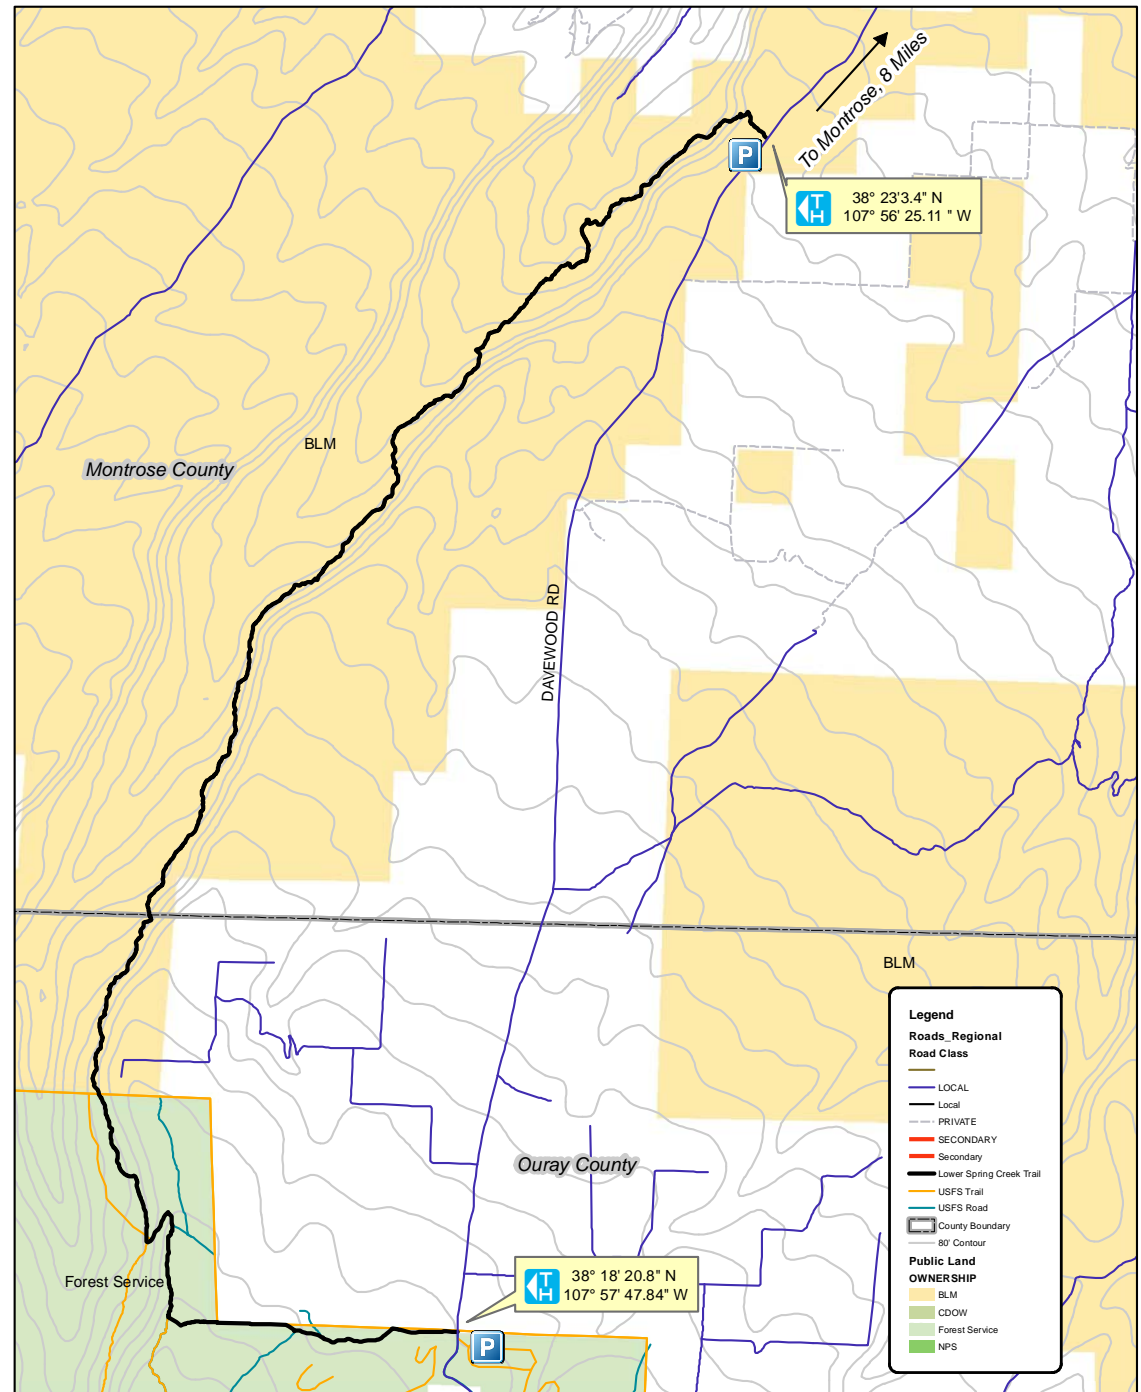 To Montrose, 8 Miles
P
TH
38° 23'3.4" N
107° 56' 25.11 " W
BLM
Montrose County
DAVEWOOD RD
BLM
Ouray County
Forest Service
TH
38° 18' 20.8" N
107° 57' 47.84" W
P
Legend
Roads_Regional
Road Class
LOCAL
Local
PRIVATE
SECONDARY
Secondary
Lower Spring Creek Trail
USFS Trail
USFS Road
County Boundary
80' Contour
Public Land
OWNERSHIP
BLM
CDOW
Forest Service
NPS